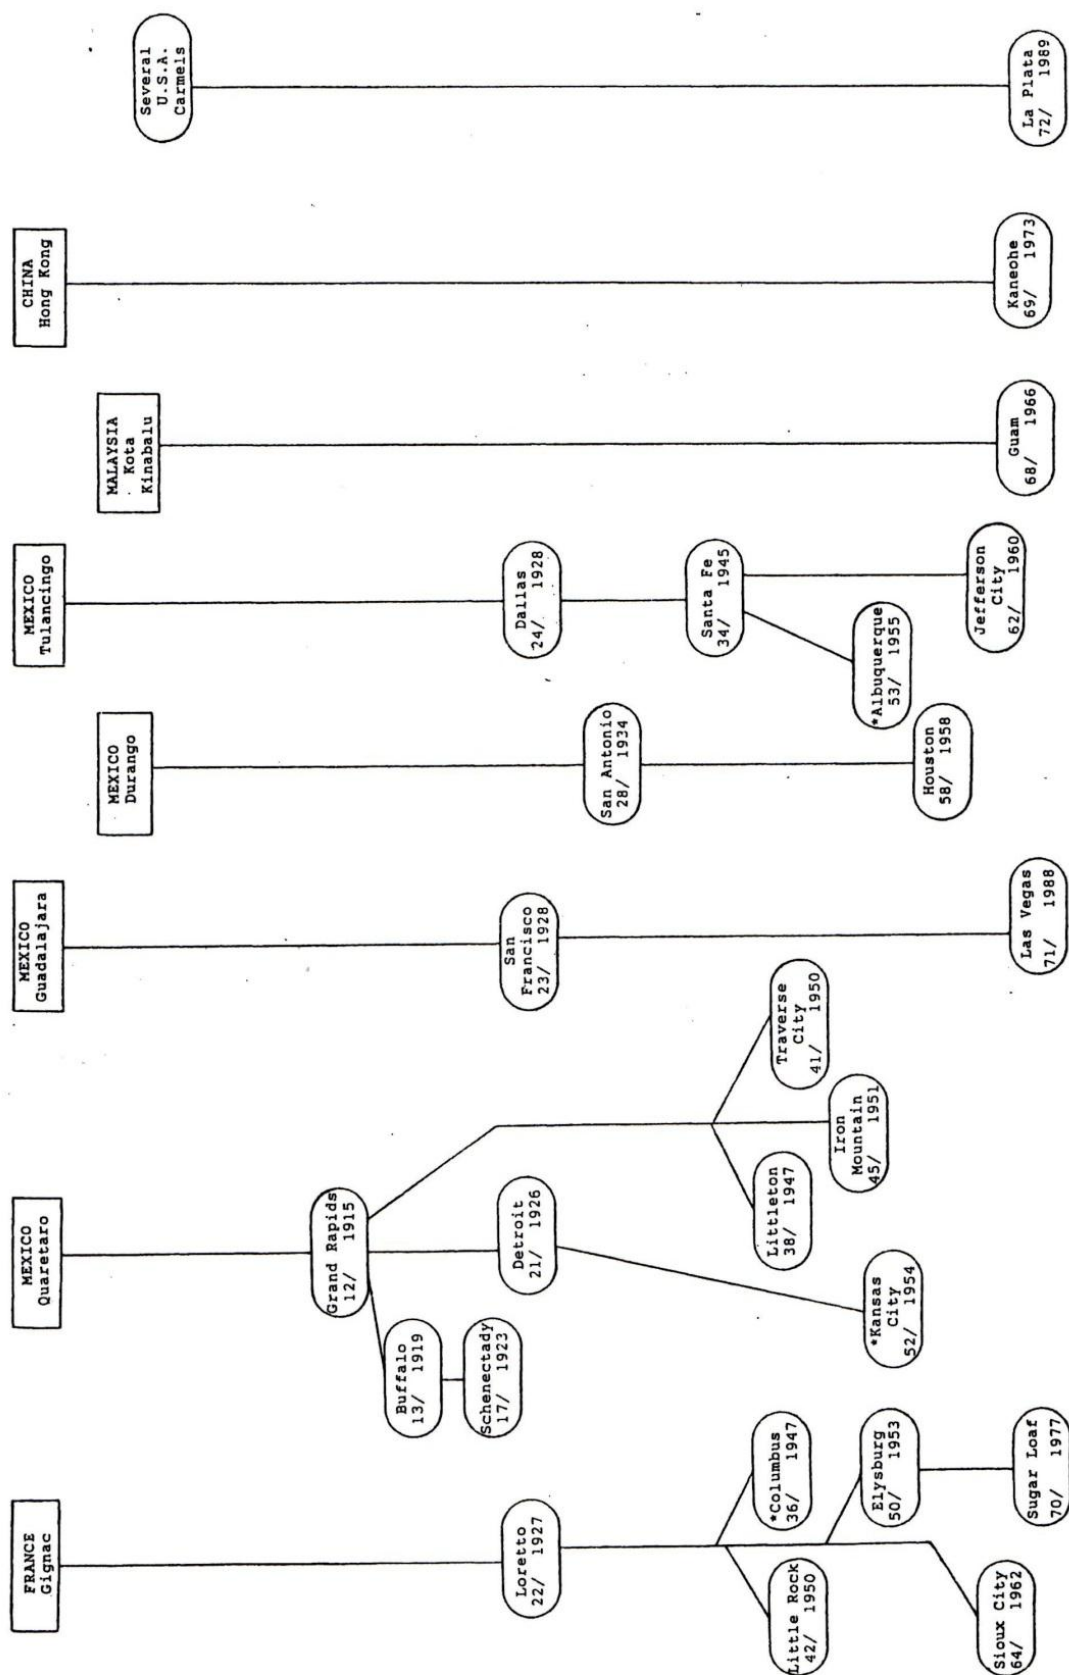 FRANCE
Gignac
Loretto
22/ 1927
*Columbus
36/ 1947
Little Rock
42/ 1950
Elysburg
50/ 1953
Sioux City
64/ 1962
Sugar Loaf
70/ 1977
MEXICO
Quaretaro
Grand Rapids
12/ 1915
Buffalo
13/ 1919
Schenectady
17/ 1923
Detroit
21/ 1926
*Kansas
City
52/ 1954
Littleton
38/ 1947
Iron
Mountain
45/ 1951
Traverse
City
41/ 1950
MEXICO
Guadalajara
San
Francisco
23/ 1928
Las Vegas
71/ 1988
MEXICO
Durango
San Antonio
28/ 1934
Houston
58/ 1958
MEXICO
Tulancingo
Dallas
24/ 1928
Santa Fe
34/ 1945
*Albuquerque
53/ 1955
Jefferson
City
62/ 1960
MALAYSIA
Kota
Kinabalu
Guam
68/ 1966
CHINA
Hong Kong
Kaneohe
69/ 1973
Several
U.S.A.
Carmels
La Plata
72/ 1989